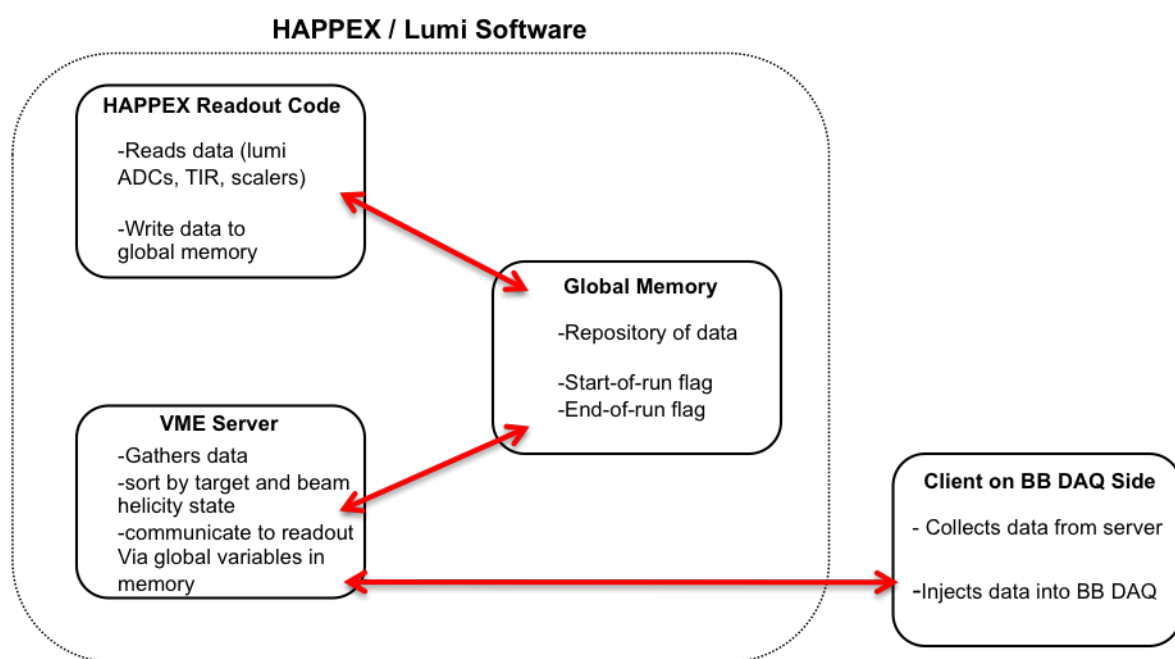 HAPPEX / Lumi Software
HAPPEX Readout Code
-Reads data (lumi
ADCs, TIR, scalers)
-Write data to
global memory
Global Memory
-Repository of data
-Start-of-run flag
-End-of-run flag
VME Server
-Gathers data
-sort by target and beam
helicity state
-communicate to readout
Via global variables in
memory
Client on BB DAQ Side
- Collects data from server
-Injects data into BB DAQ